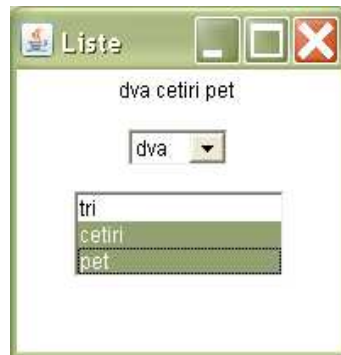 Liste
dva cetiri pet
dva
tri
cetiri
pet